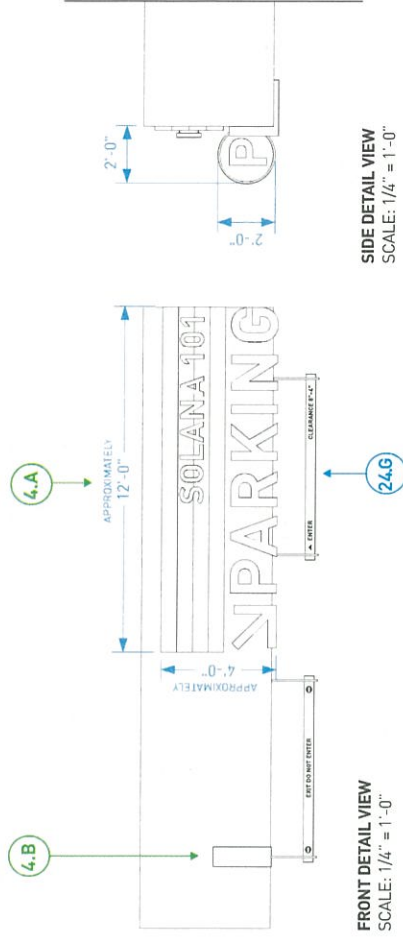 4.B
4.A
APPROXIMATELY
12'-0"
APPROXIMATELY
4'-0"
SOLANA 101
PARKING
EXIT DO NOT ENTER
▲ ENTER
CLEARANCE 8'-4"
24.G
FRONT DETAIL VIEW
SCALE: 1/4" = 1'-0"
2'-0"
2'-0"
P
SIDE DETAIL VIEW
SCALE: 1/4" = 1'-0"